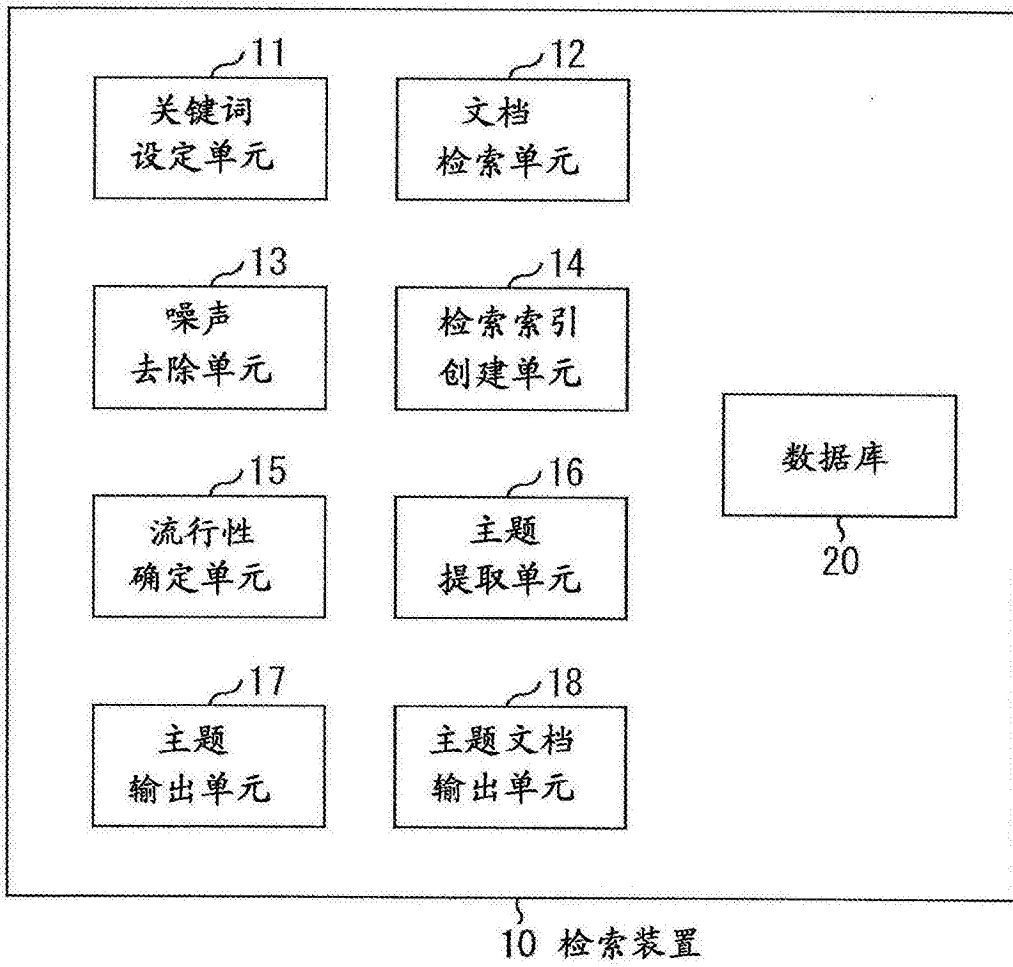 11
关键词
设定单元
12
文档
检索单元
13
噪声
去除单元
14
检索索引
创建单元
15
流行性
确定单元
16
主题
提取单元
数据库
20
17
主题
输出单元
18
主题文档
输出单元
10 检索装置